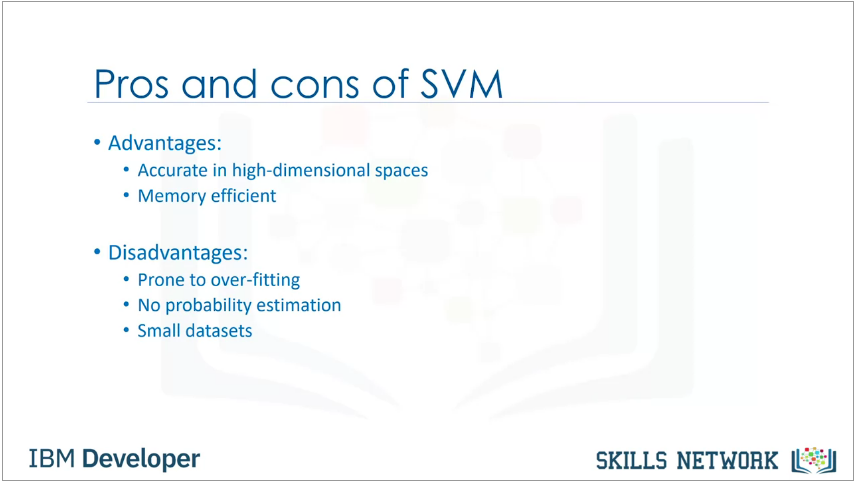 Pros and cons of SVM
• Advantages:
• Accurate in high-dimensional spaces
• Memory efficient
• Disadvantages:
• Prone to over-fitting
• No probability estimation
• Small datasets
IBM Developer
SKILLS NETWORK